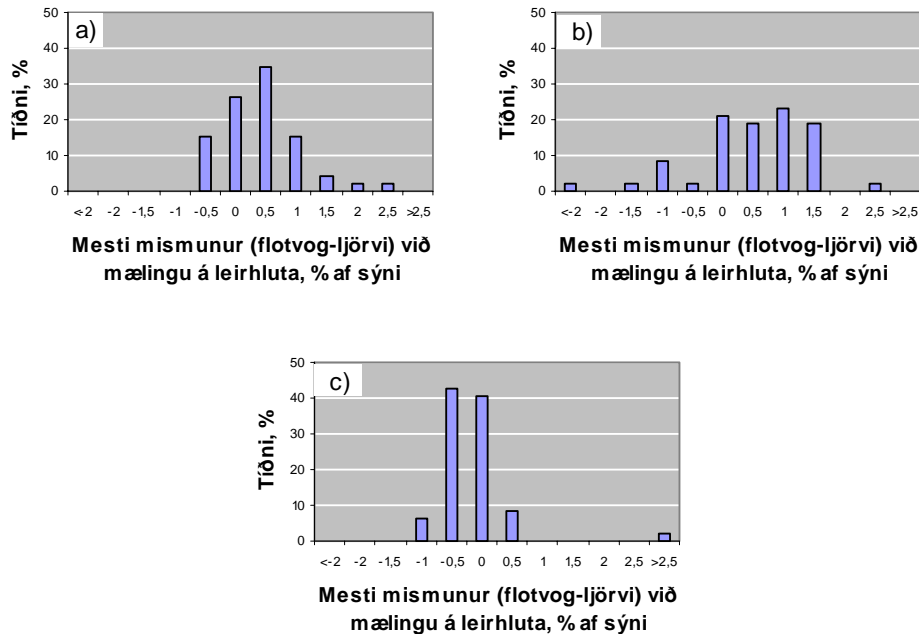 a)
50
40
30
20
10
0
Tíðni, %
<-2 -2 -1,5 -1 -0,5 0 0,5 1 1,5 2 2,5 >2,5
Mesti mismunur (flotvog-ljörvi) við
mælingu á leirhluta, % af sýni
b)
50
40
30
20
10
0
Tíðni, %
<-2 -2 -1,5 -1 -0,5 0 0,5 1 1,5 2 2,5 >2,5
Mesti mismunur (flotvog-ljörvi) við
mælingu á leirhluta, % af sýni
c)
50
40
30
20
10
0
Tíðni, %
<-2 -2 -1,5 -1 -0,5 0 0,5 1 1,5 2 2,5 >2,5
Mesti mismunur (flotvog-ljörvi) við
mælingu á leirhluta, % af sýni